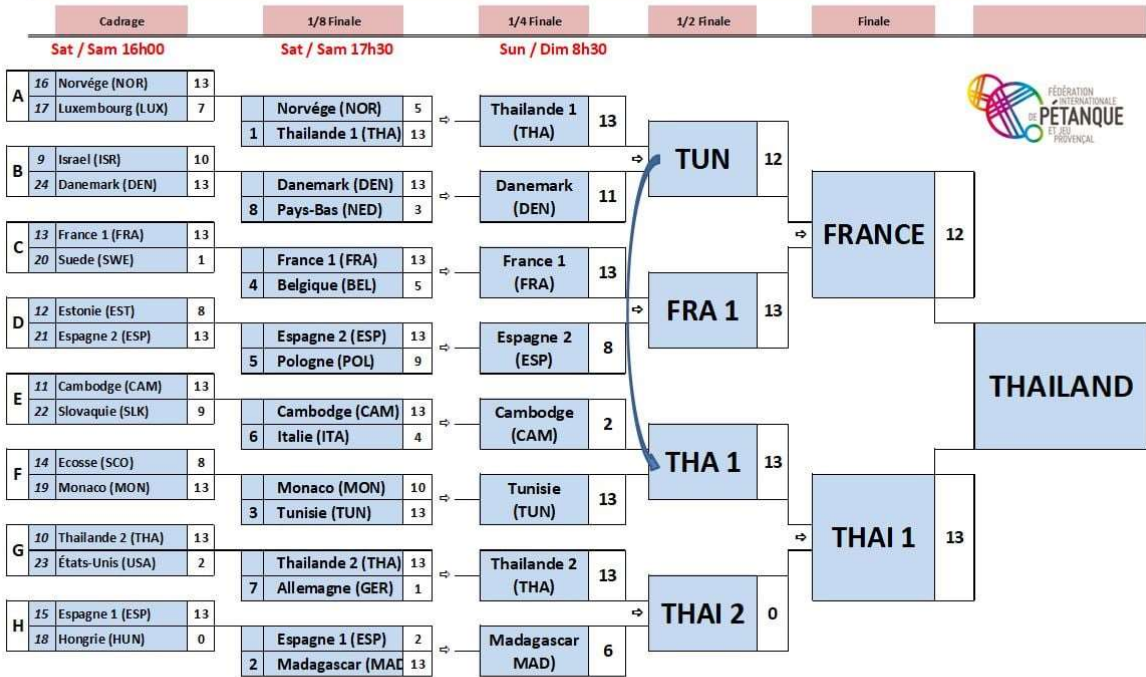 Cadrage
1/8 Finale
1/4 Finale
1/2 Finale
Finale
Sat / Sam 16h00
Sat / Sam 17h30
Sun / Dim 8h30
A
16 Norvége (NOR) 13
17 Luxembourg (LUX) 7
B
9 Israel (ISR) 10
24 Danemark (DEN) 13
C
13 France 1 (FRA) 13
20 Suede (SWE) 1
D
12 Estonie (EST) 8
21 Espagne 2 (ESP) 13
E
11 Cambodge (CAM) 13
22 Slovaquie (SLK) 9
F
14 Ecosse (SCO) 8
19 Monaco (MON) 13
G
10 Thailande 2 (THA) 13
23 États-Unis (USA) 2
H
15 Espagne 1 (ESP) 13
18 Hongrie (HUN) 0
Norvége (NOR) 5
1 Thailande 1 (THA) 13
Danemark (DEN) 13
8 Pays-Bas (NED) 3
France 1 (FRA) 13
4 Belgique (BEL) 5
Espagne 2 (ESP) 13
5 Pologne (POL) 9
Cambodge (CAM) 13
6 Italie (ITA) 4
Monaco (MON) 10
3 Tunisie (TUN) 13
Thailande 2 (THA) 13
7 Allemagne (GER) 1
Espagne 1 (ESP) 2
2 Madagascar (MAD 13
Thailande 1
(THA)
13
Danemark
(DEN)
11
France 1
(FRA)
13
Espagne 2
(ESP)
8
Cambodge
(CAM)
2
Tunisie
(TUN)
13
Thailande 2
(THA)
13
Madagascar
MAD)
6
TUN 12
FRA 1 13
THA 1 13
THAI 2 0
FRANCE 12
THAI 1 13
THAILAND
FÉDÉRATION
INTERNATIONALE
DE PÉTANQUE
ET JEU
PROVENÇAL